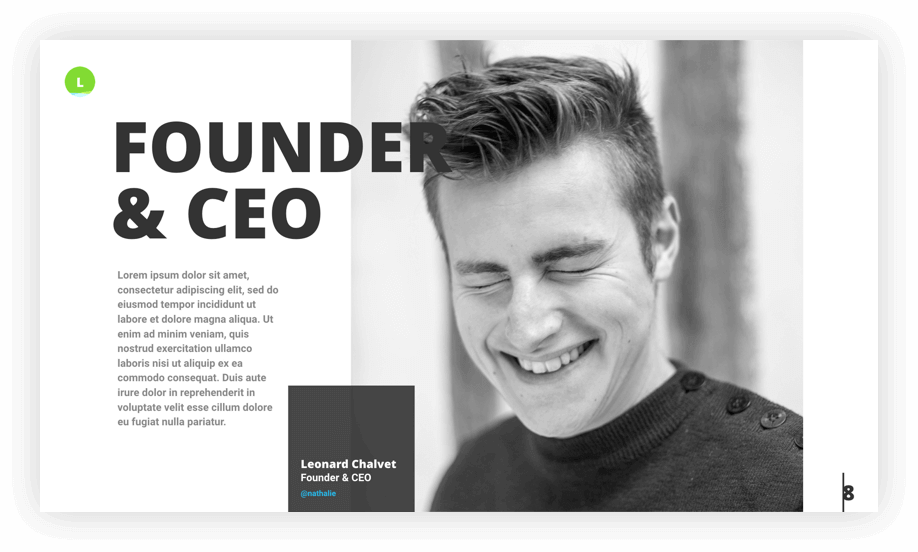 L
FOUNDER
& CEO
Lorem ipsum dolor sit amet,
consectetur adipiscing elit, sed do
eiusmod tempor incididunt ut
labore et dolore magna aliqua. Ut
enim ad minim veniam, quis
nostrud exercitation ullamco
laboris nisi ut aliquip ex ea
commodo consequat. Duis aute
irure dolor in reprehenderit in
voluptate velit esse cillum dolore
eu fugiat nulla pariatur.
Leonard Chalvet
Founder & CEO
@nathalie
8